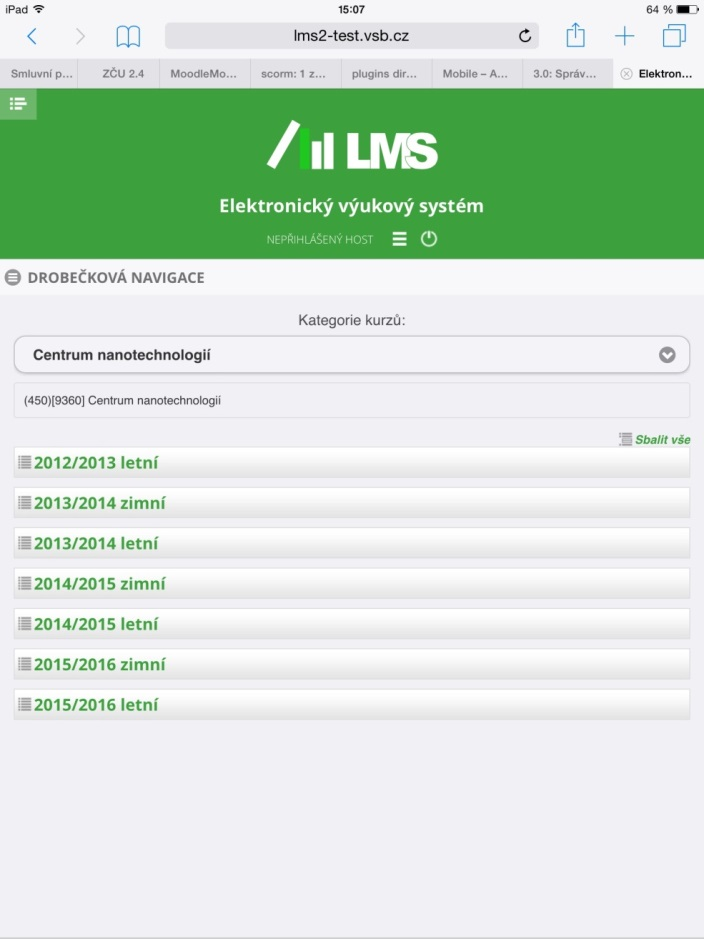 iPad 15:07 64 %
lms2-test.vsb.cz
Smluvní p... ZČU 2.4 MoodleMo... scorm: 1 z... plugins dir... Mobile – A... 3.0: Správ... Elektron...
LMS
Elektronický výukový systém
NEPŘIHLÁŠENÝ HOST
DROBEČKOVÁ NAVIGACE
Kategorie kurzů:
Centrum nanotechnologií
(450)[9360] Centrum nanotechnologií
Sbalit vše
2012/2013 letní
2013/2014 zimní
2013/2014 letní
2014/2015 zimní
2014/2015 letní
2015/2016 zimní
2015/2016 letní